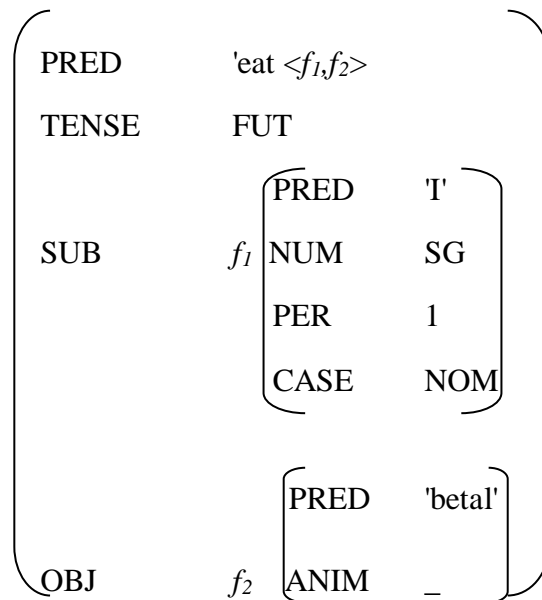 PRED 'eat <f1,f2>
TENSE FUT
PRED 'I'
SUB f1 NUM SG
PER 1
CASE NOM
PRED 'betal'
OBJ f2 ANIM _